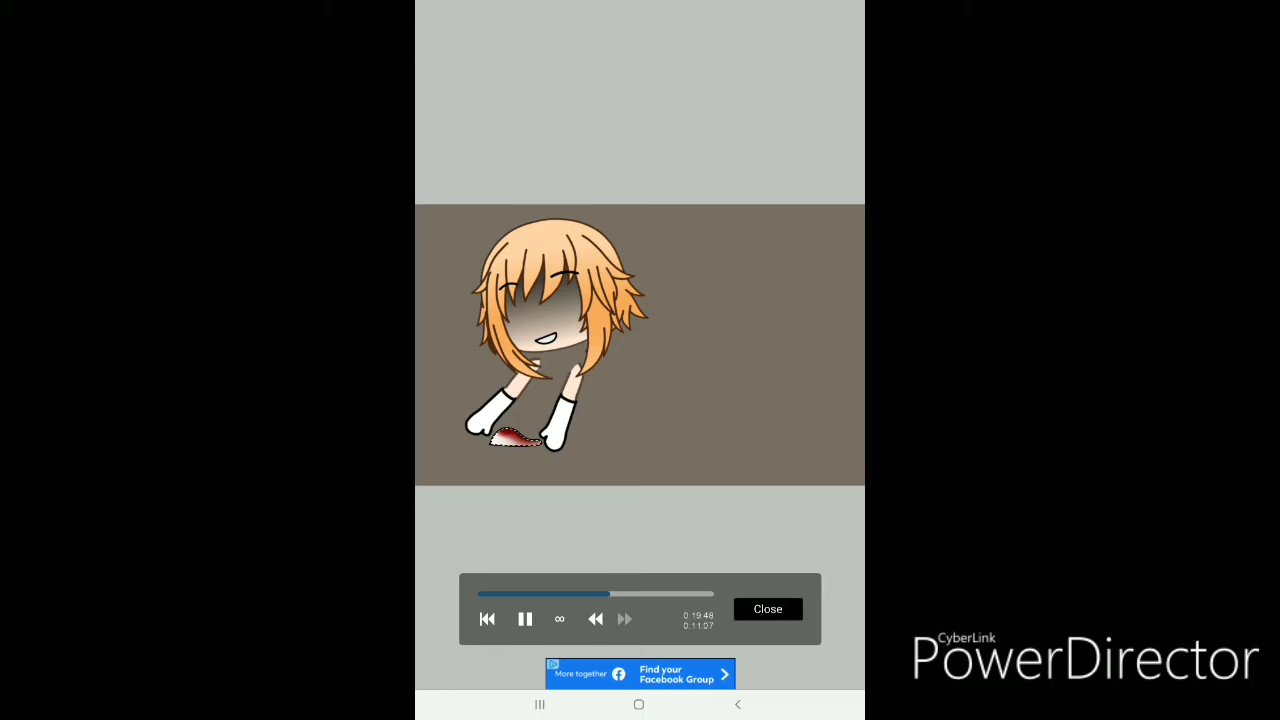 0:19:48
0:11:07
Close
More together
Find your
Facebook Group
CyberLink
PowerDirector